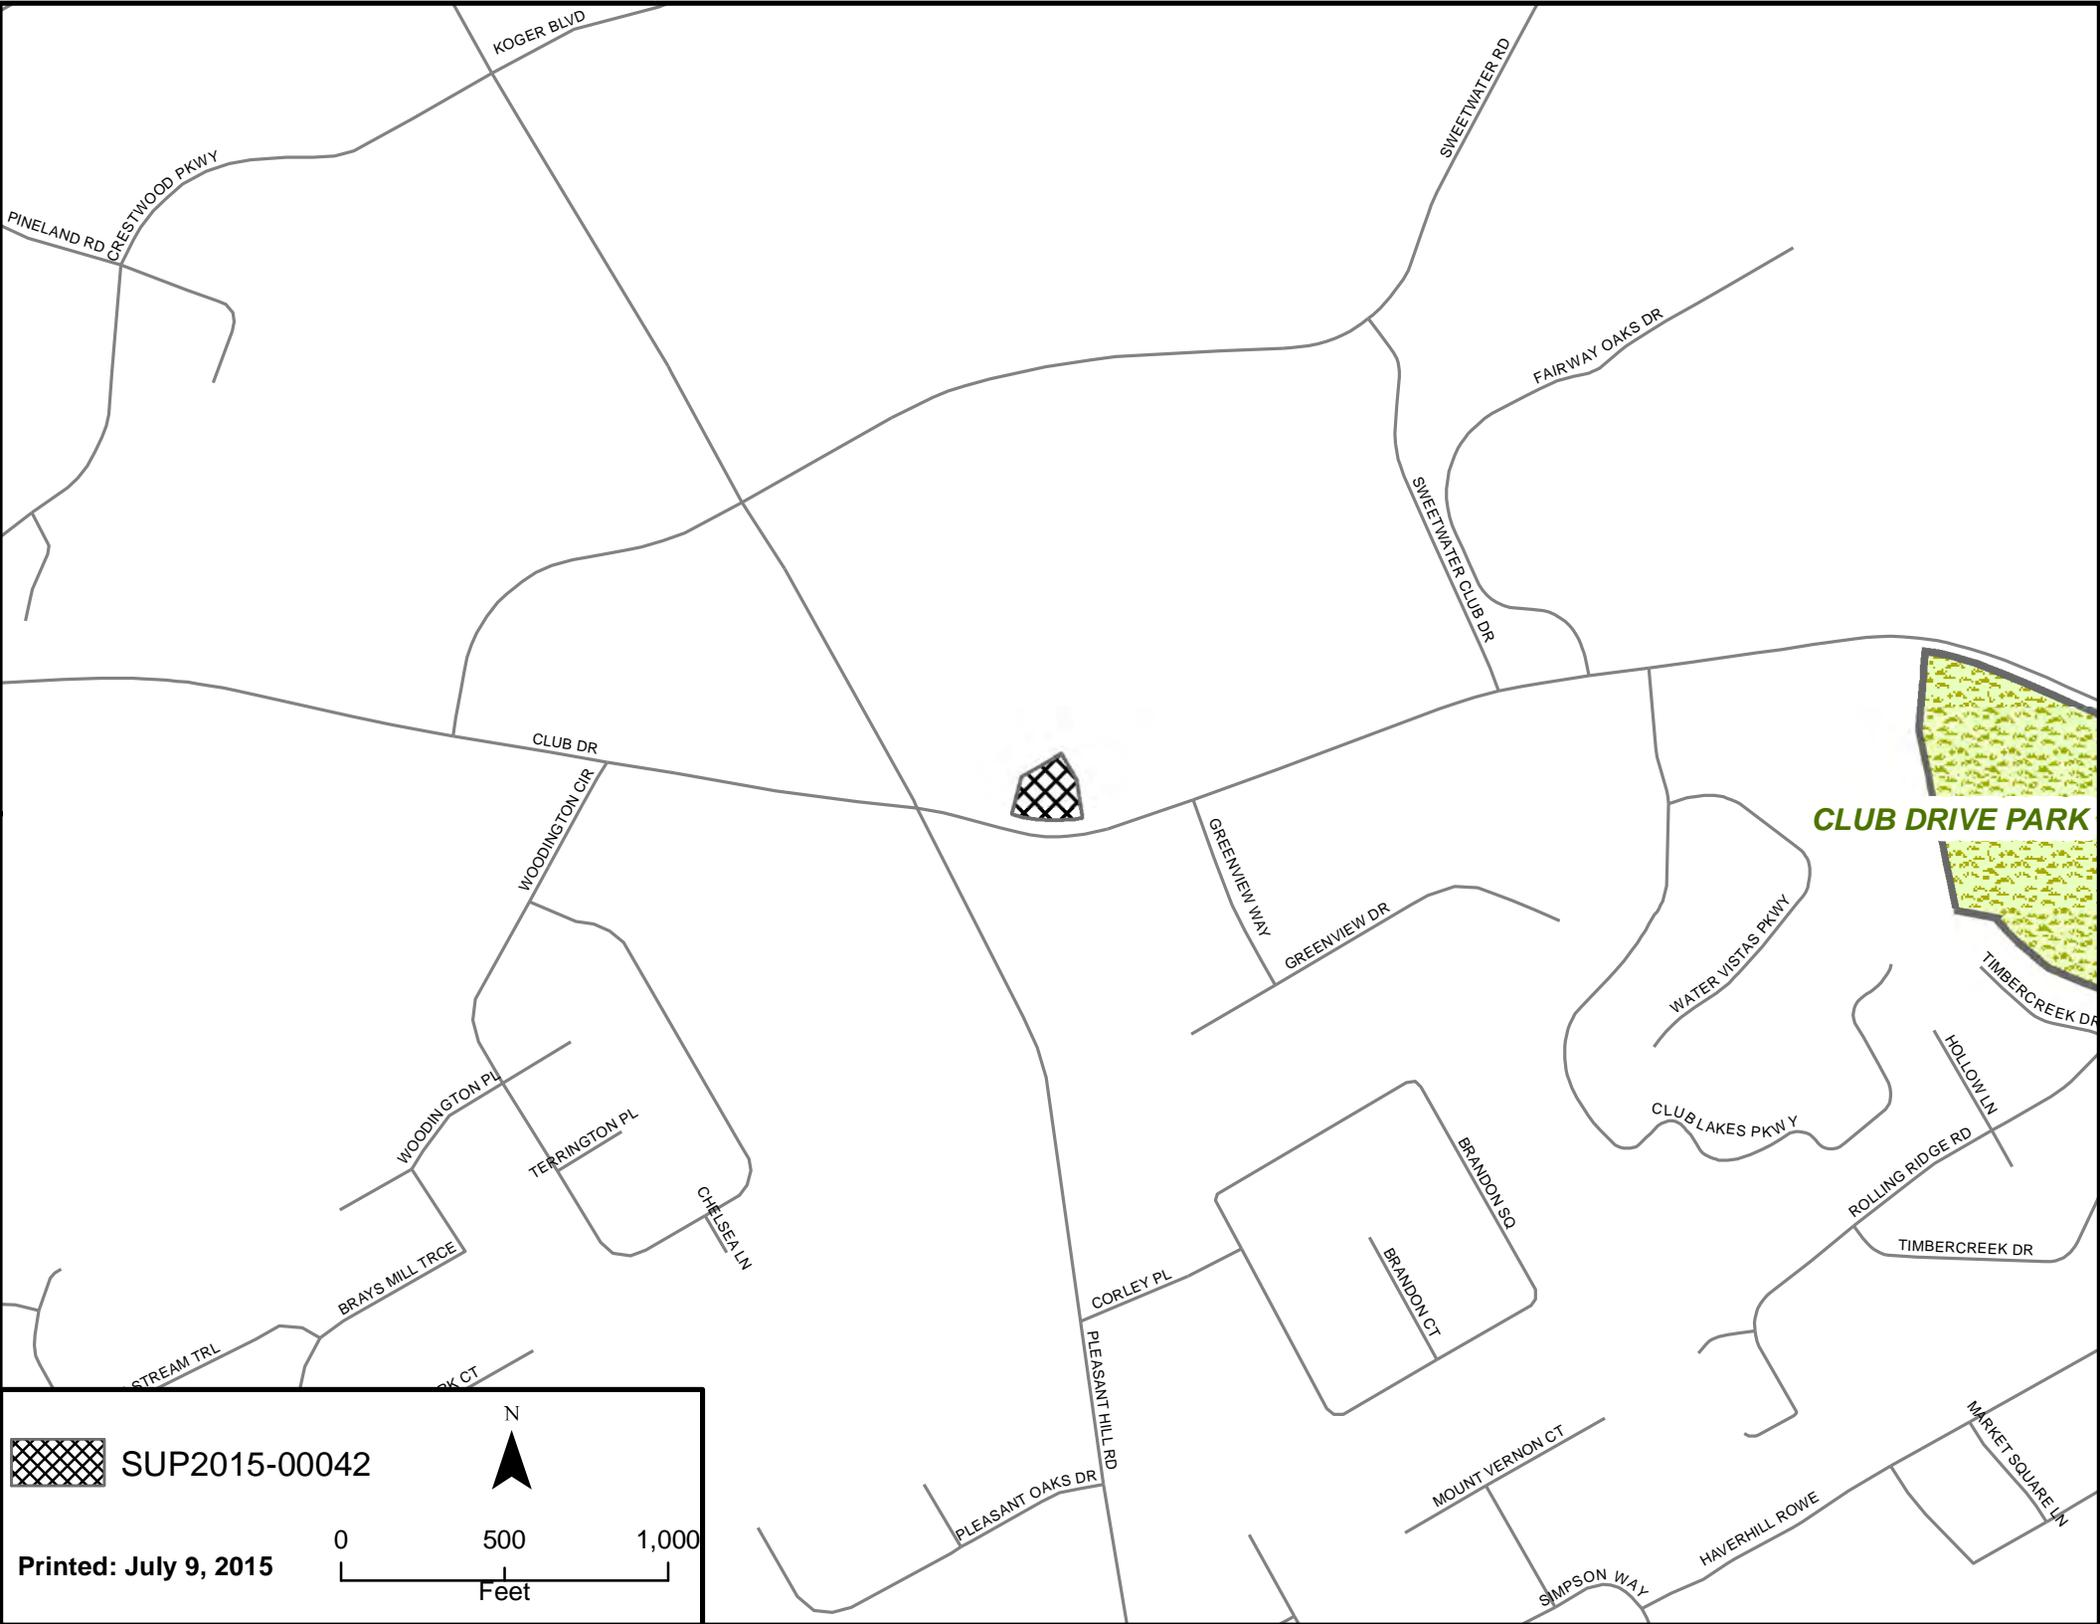 KOGER BLVD
SWEETWATER RD
CRESTWOOD PKWY
PINELAND RD
FAIRWAY OAKS DR
SWEETWATER CLUB DR
CLUB DR
WOODINGTON CIR
CLUB DRIVE PARK
GREENVIEW WAY
GREENVIEW DR
WATER VISTAS PKWY
TIMBERCREEK DR
HOLLOW LN
WOODINGTON PL
TERRINGTON PL
CLUB LAKES PKWY
BRANDON SQ
ROLLING RIDGE RD
CHELSEA LN
TIMBERCREEK DR
BRAYS MILL TRCE
CORLEY PL
BRANDON CT
PLEASANT HILL RD
STREAM TRL
RK CT
MARKET SQUARE LN
MOUNT VERNON CT
PLEASANT OAKS DR
HAVERHILL ROWE
SIMPSON WAY
N
SUP2015-00042
0 500 1,000
Feet
Printed: July 9, 2015